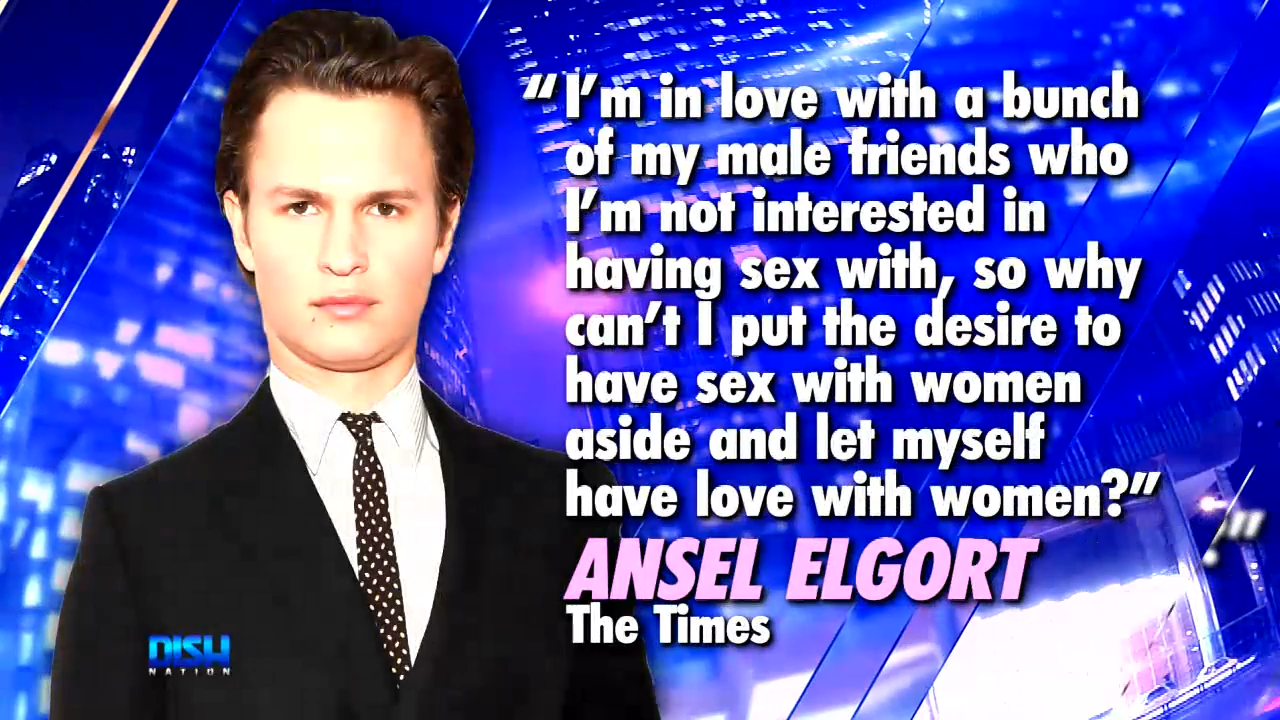 “I’m in love with a bunch
of my male friends who
I’m not interested in
having sex with, so why
can’t I put the desire to
have sex with women
aside and let myself
have love with women?”
ANSEL ELGORT
The Times
DISH
NATION